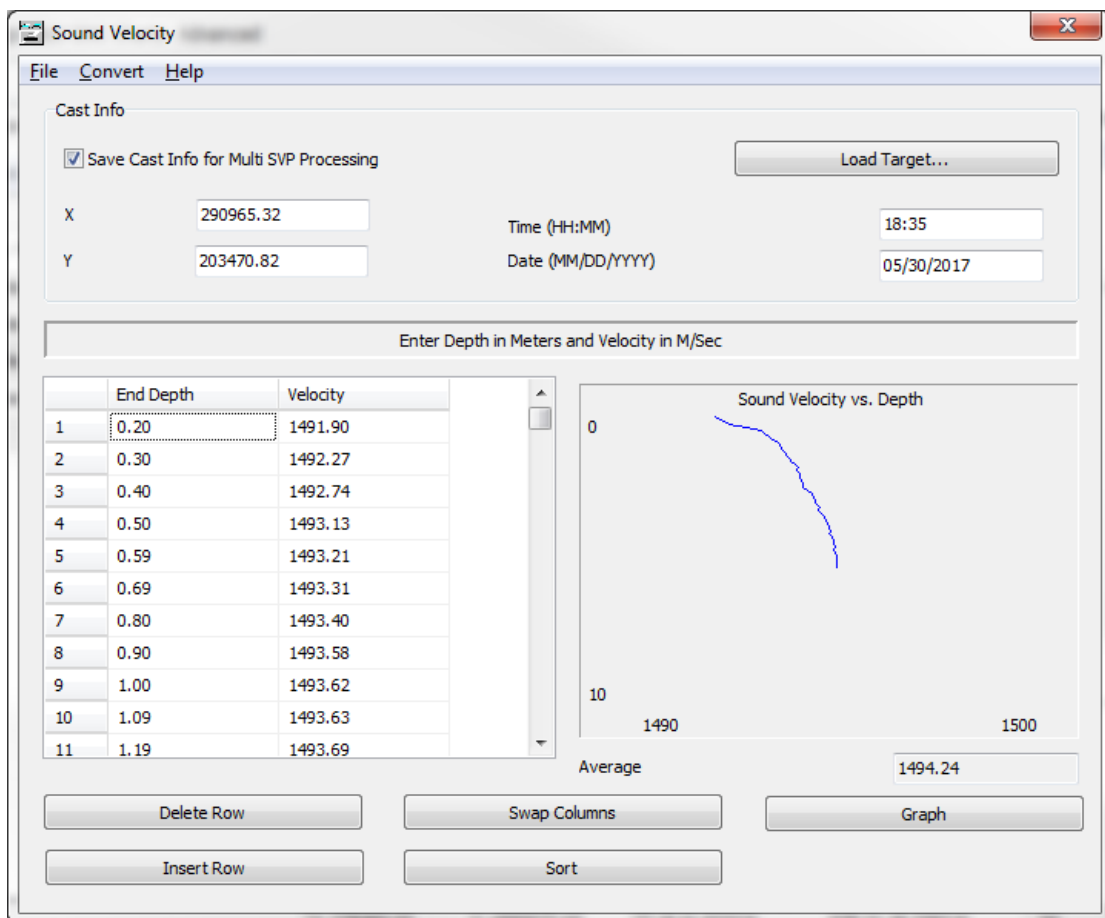 Sound Velocity
File Convert Help
Cast Info
Save Cast Info for Multi SVP Processing
Load Target...
X 290965.32 Time (HH:MM) 18:35
Y 203470.82 Date (MM/DD/YYYY) 05/30/2017
Enter Depth in Meters and Velocity in M/Sec
End Depth Velocity
1 0.20 1491.90
2 0.30 1492.27
3 0.40 1492.74
4 0.50 1493.13
5 0.59 1493.21
6 0.69 1493.31
7 0.80 1493.40
8 0.90 1493.58
9 1.00 1493.62
10 1.09 1493.63
11 1.19 1493.69
Sound Velocity vs. Depth
0
10
1490 1500
Average 1494.24
Delete Row Swap Columns Graph
Insert Row Sort